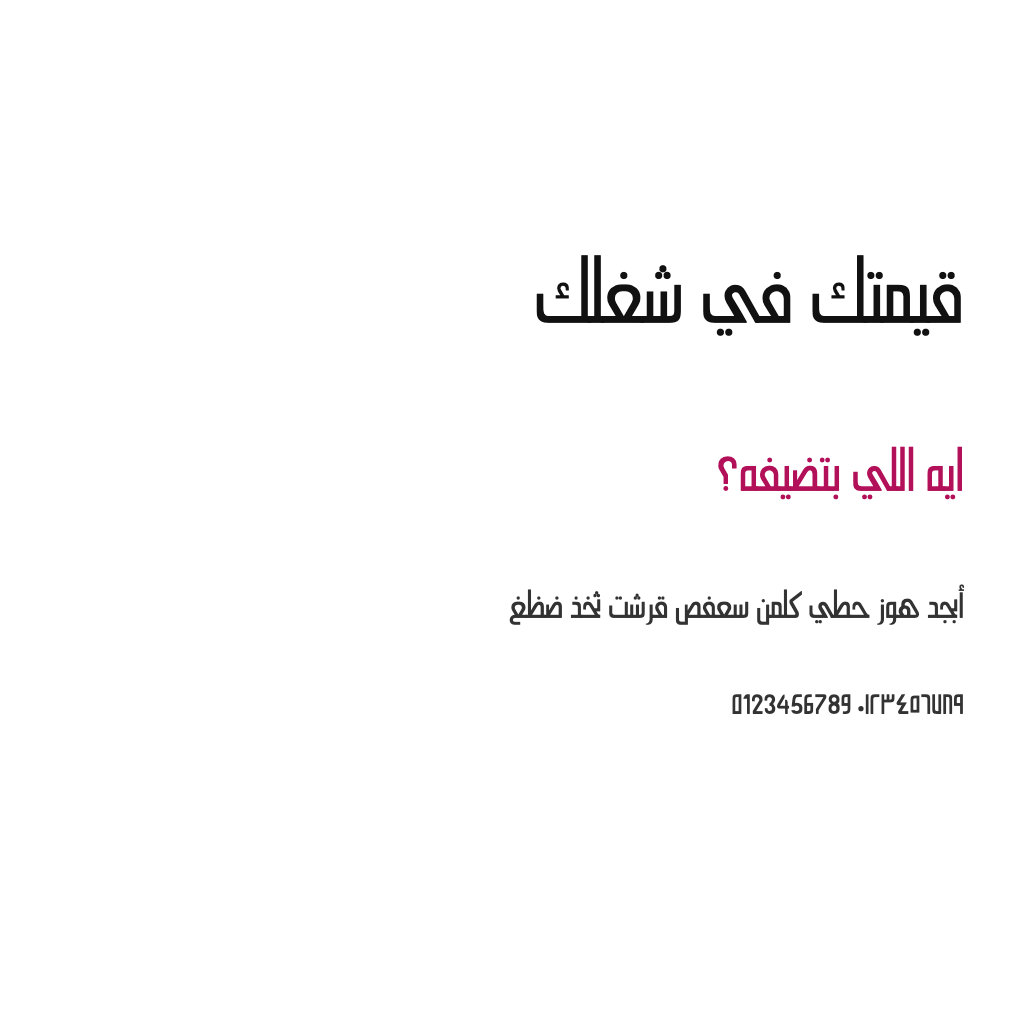 قيمتك في شغلك
ايه اللي بتضيفه؟
أبجد هوز حطي كلمن سعفص قرشت ثخذ ضظغ
٠١٢٣٤٥٦٧٨٩ 0123456789